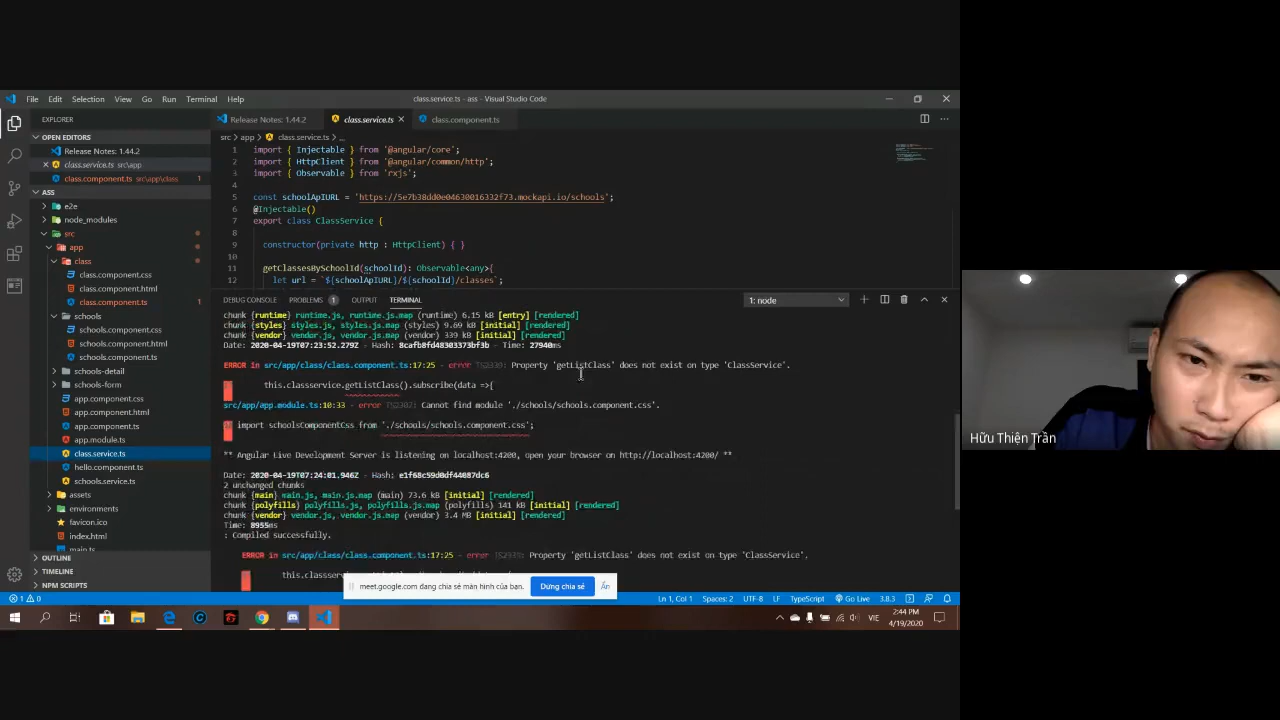 File Edit Selection View Go Run Terminal Help
class.service.ts - ass - Visual Studio Code
EXPLORER
OPEN EDITORS
Release Notes: 1.44.2
class.service.ts src\app
class.component.ts src\app\class 1
ASS
e2e
node_modules
src
app
class
class.component.css
class.component.html
class.component.ts 1
schools
schools.component.css
schools.component.html
schools.component.ts
schools-detail
schools-form
app.component.css
app.component.html
app.component.ts
app.module.ts
class.service.ts
hello.component.ts
schools.service.ts
assets
environments
favicon.ico
index.html
main.ts
OUTLINE
TIMELINE
NPM SCRIPTS
Release Notes: 1.44.2 class.service.ts class.component.ts
src > app > class.service.ts > ...
1 import { Injectable } from '@angular/core';
2 import { HttpClient } from '@angular/common/http';
3 import { Observable } from 'rxjs';
4
5 const schoolApiURL = 'https://5e7b38dd0e04630016332f73.mockapi.io/schools';
6 @Injectable()
7 export class ClassService {
8
9 constructor(private http : HttpClient) { }
10
11 getClassesBySchoolId(schoolId): Observable<any>{
12 let url = `${schoolApiURL}/${schoolId}/classes`;
DEBUG CONSOLE PROBLEMS 1 OUTPUT TERMINAL 1: node
chunk {runtime} runtime.js, runtime.js.map (runtime) 6.15 kB [entry] [rendered]
chunk {styles} styles.js, styles.js.map (styles) 9.69 kB [initial] [rendered]
chunk {vendor} vendor.js, vendor.js.map (vendor) 339 kB [initial] [rendered]
Date: 2020-04-19T07:23:52.279Z - Hash: 8cafb8fd48303373bf3b - Time: 27940ms
ERROR in src/app/class/class.component.ts:17:25 - error TS2339: Property 'getListClass' does not exist on type 'ClassService'.
this.classservice.getListClass().subscribe(data =>{
src/app/app.module.ts:10:33 - error TS2307: Cannot find module './schools/schools.component.css'.
import schoolsComponentCss from './schools/schools.component.css';
** Angular Live Development Server is listening on localhost:4200, open your browser on http://localhost:4200/ **
Date: 2020-04-19T07:24:01.946Z - Hash: e1f68c59d0df44087dc6
2 unchanged chunks
chunk {main} main.js, main.js.map (main) 73.6 kB [initial] [rendered]
chunk {polyfills} polyfills.js, polyfills.js.map (polyfills) 141 kB [initial] [rendered]
chunk {vendor} vendor.js, vendor.js.map (vendor) 3.4 MB [initial] [rendered]
Time: 8955ms
: Compiled successfully.
ERROR in src/app/class/class.component.ts:17:25 - error TS2339: Property 'getListClass' does not exist on type 'ClassService'.
meet.google.com đang chia sẻ màn hình của bạn. Dừng chia sẻ Ẩn
1 0 Ln 1, Col 1 Spaces: 2 UTF-8 LF TypeScript Go Live 3.8.3
VIE
2:44 PM
4/19/2020
Hữu Thiện Trần